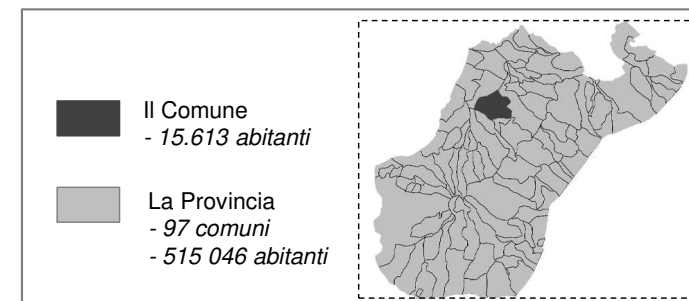 Il Comune
- 15.613 abitanti
La Provincia
- 97 comuni
- 515 046 abitanti